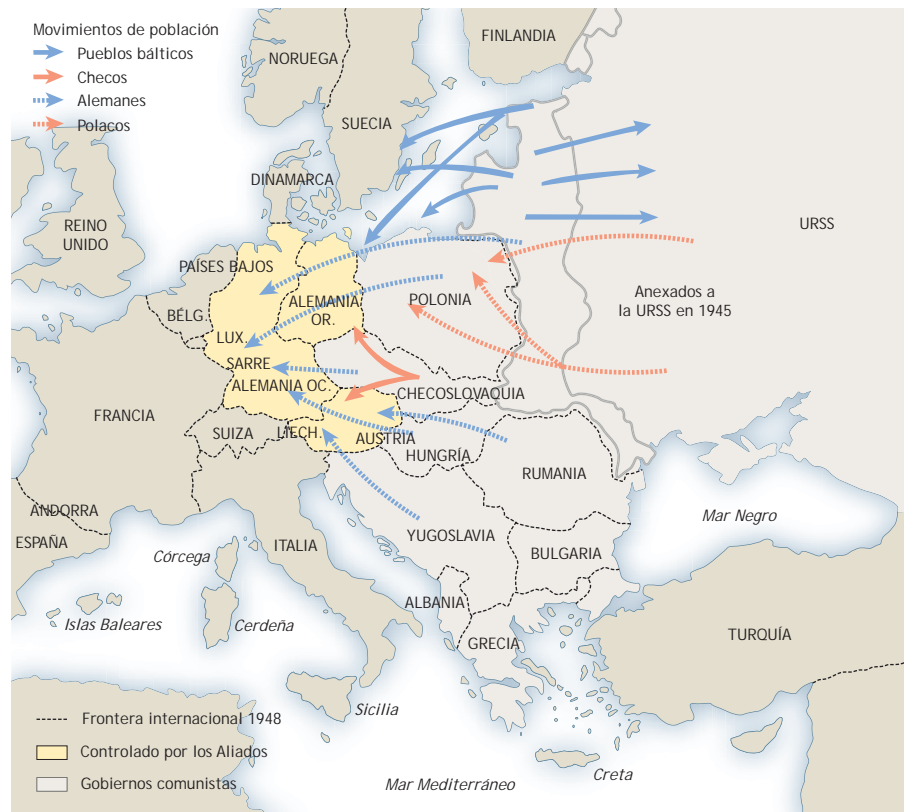 Movimientos de población
Pueblos bálticos
Checos
Alemanes
Polacos
FINLANDIA
NORUEGA
SUECIA
DINAMARCA
REINO
UNIDO
URSS
PAÍSES BAJOS
BÉLG.
ALEMANIA
OR.
POLONIA
Anexados a
la URSS en 1945
LUX.
SARRE
ALEMANIA OC.
CHECOSLOVAQUIA
FRANCIA
SUIZA
LIECH.
AUSTRIA
HUNGRÍA
RUMANIA
ANDORRA
ESPAÑA
Córcega
ITALIA
YUGOSLAVIA
BULGARIA
Mar Negro
Islas Baleares
Cerdeña
ALBANIA
GRECIA
TURQUÍA
Sicilia
Frontera internacional 1948
Controlado por los Aliados
Gobiernos comunistas
Mar Mediterráneo
Creta